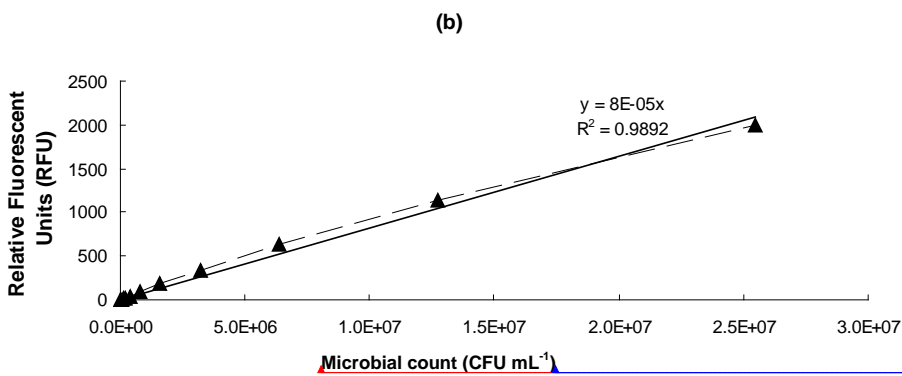 (b)
Relative Fluorescent
Units (RFU)
2500
2000
1500
1000
500
0
y = 8E-05x
R² = 0.9892
0.0E+00 5.0E+06 1.0E+07 1.5E+07 2.0E+07 2.5E+07 3.0E+07
Microbial count (CFU mL⁻¹)